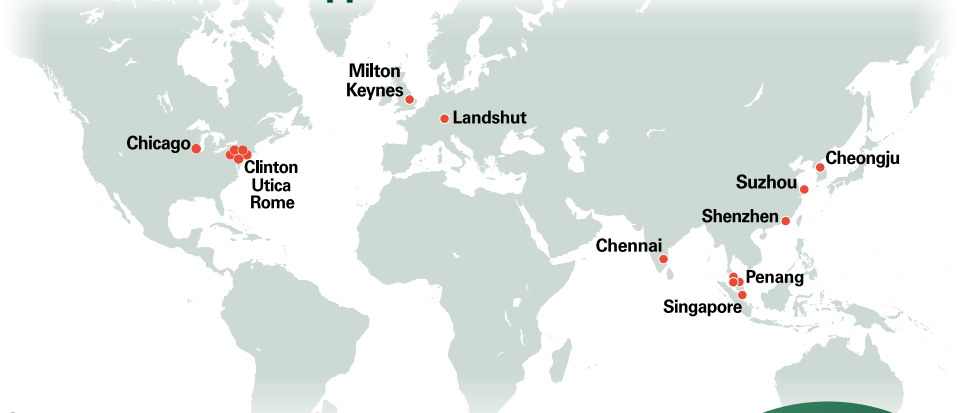 Milton
Keynes
Landshut
Chicago
Clinton
Utica
Rome
Cheongju
Suzhou
Shenzhen
Chennai
Penang
Singapore